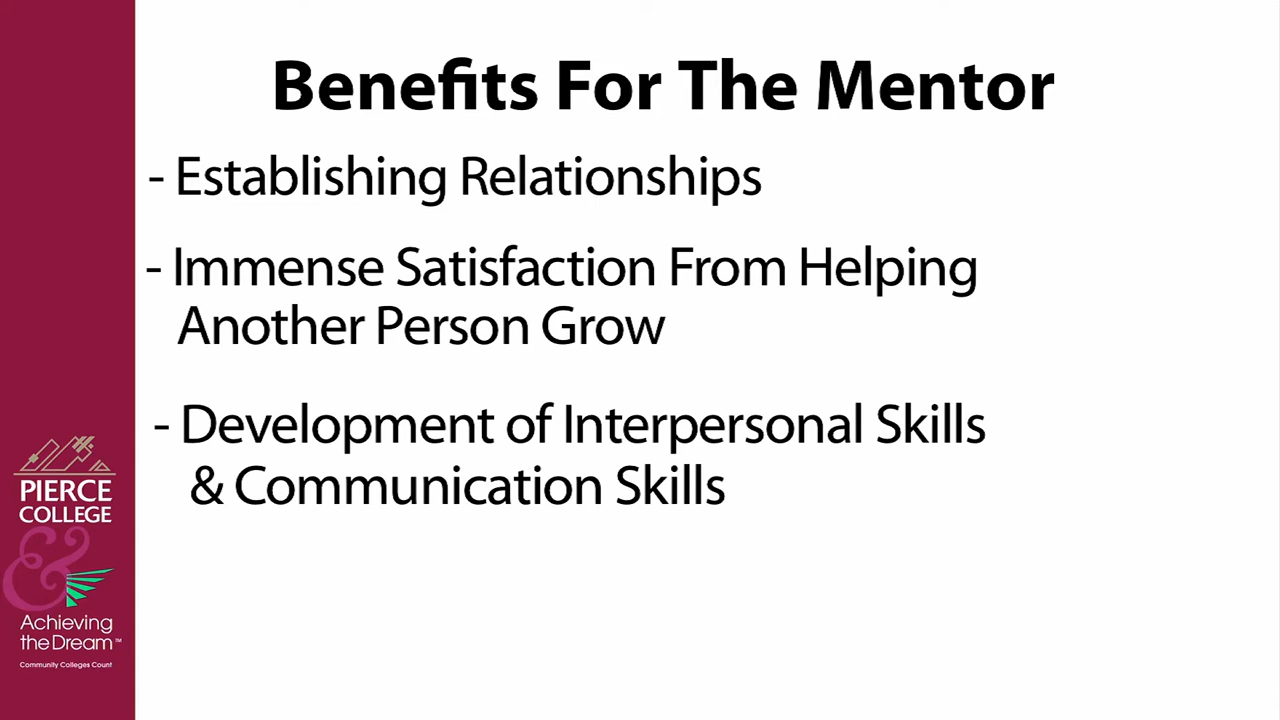 Benefits For The Mentor
- Establishing Relationships
- Immense Satisfaction From Helping
Another Person Grow
- Development of Interpersonal Skills
& Communication Skills
PIERCE
COLLEGE
&
Achieving
the Dream™
Community Colleges Count